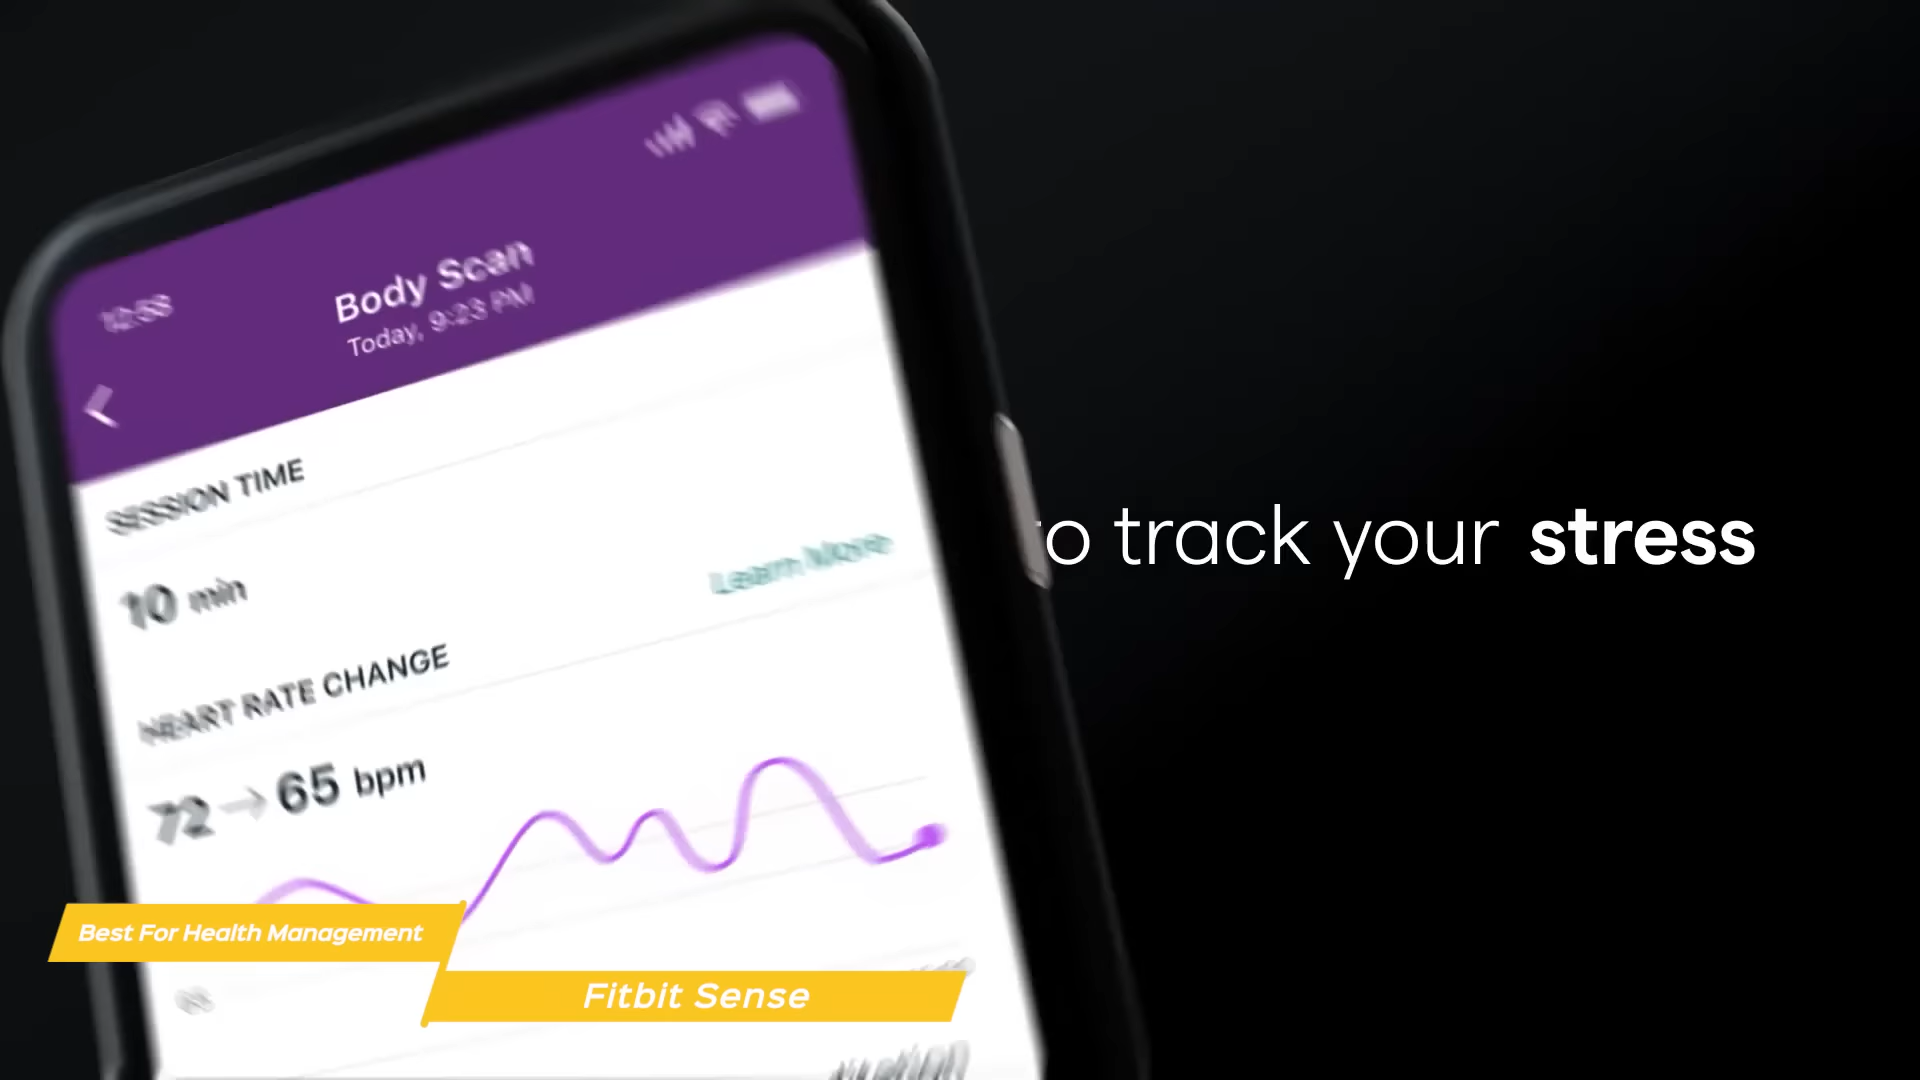 12:58
Body Scan
Today, 9:23 PM
SESSION TIME
10 min
Learn More
HEART RATE CHANGE
72 → 65 bpm
to track your stress
Best For Health Management
Fitbit Sense